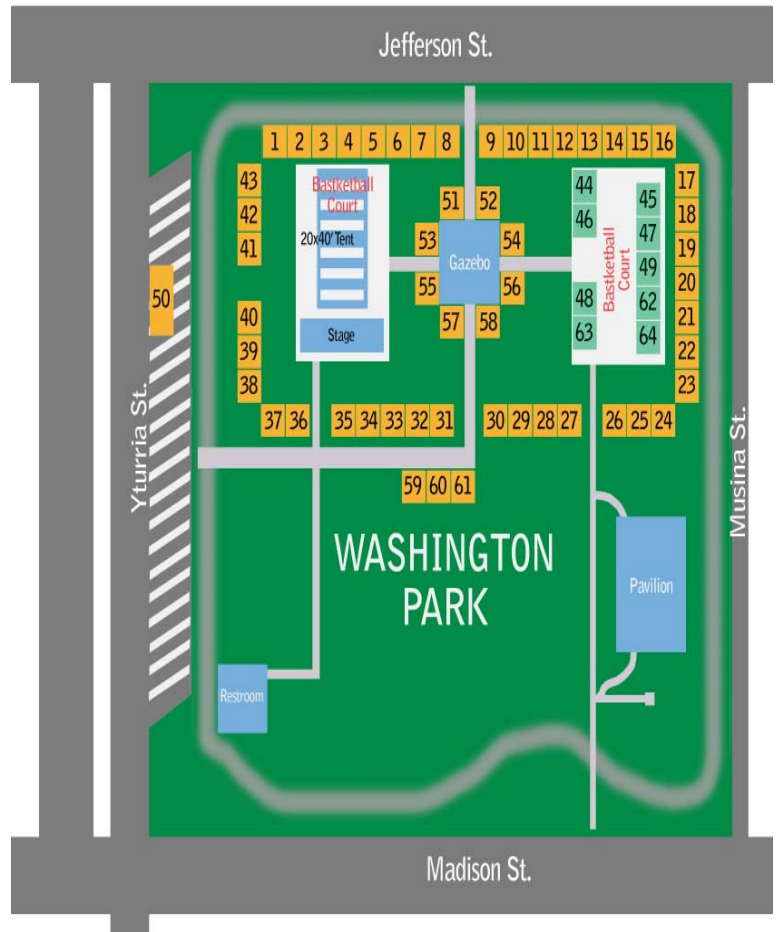 Jefferson St.
1 2 3 4 5 6 7 8 9 10 11 12 13 14 15 16
43
42
41
Bastketball
Court
20x40' Tent
Stage
51 52
53 54
Gazebo
55 56
57 58
44
46
48
63
Bastketball
Court
45
47
49
62
64
17
18
19
20
21
22
23
50
40
39
38
37 36 35 34 33 32 31 30 29 28 27 26 25 24
59 60 61
Yturria St.
Musina St.
WASHINGTON
PARK
Pavilion
Restroom
Madison St.